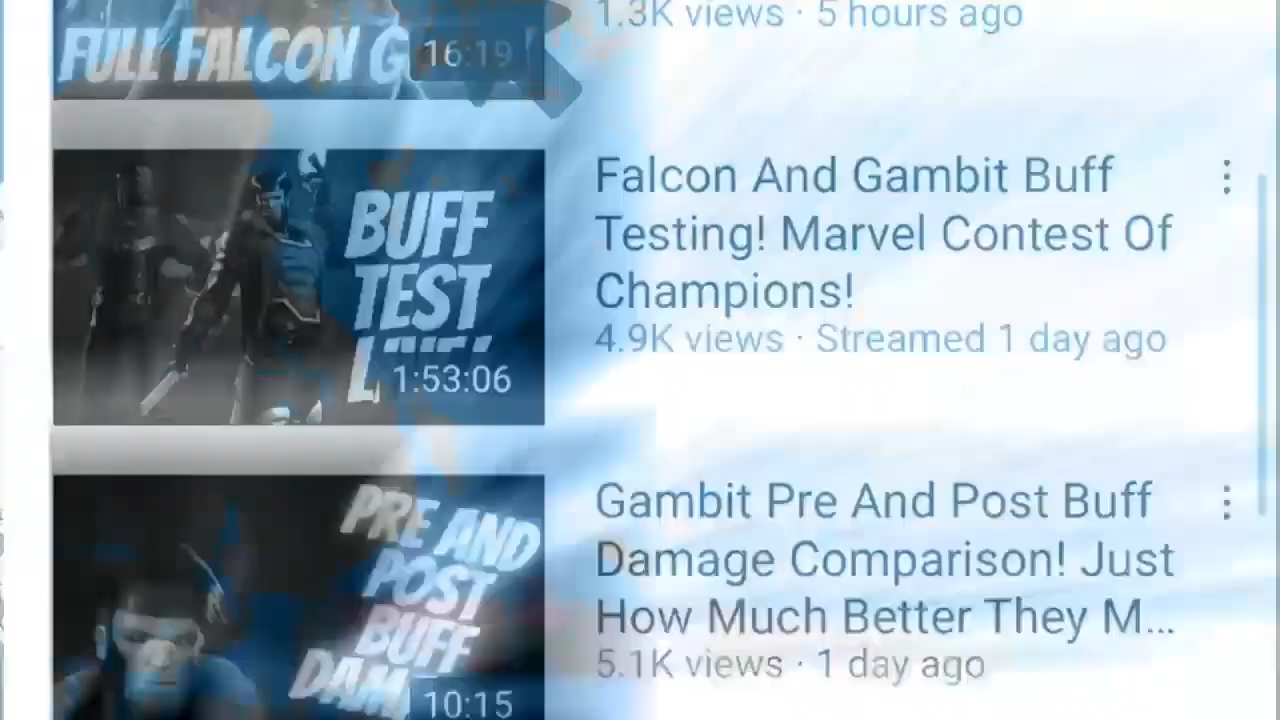 1.3K views · 5 hours ago
FULL FALCON G
16:19
BUFF
TEST
1:53:06
Falcon And Gambit Buff
Testing! Marvel Contest Of
Champions!
4.9K views · Streamed 1 day ago
PRE AND
POST
BUFF
10:15
Gambit Pre And Post Buff
Damage Comparison! Just
How Much Better They M...
5.1K views · 1 day ago